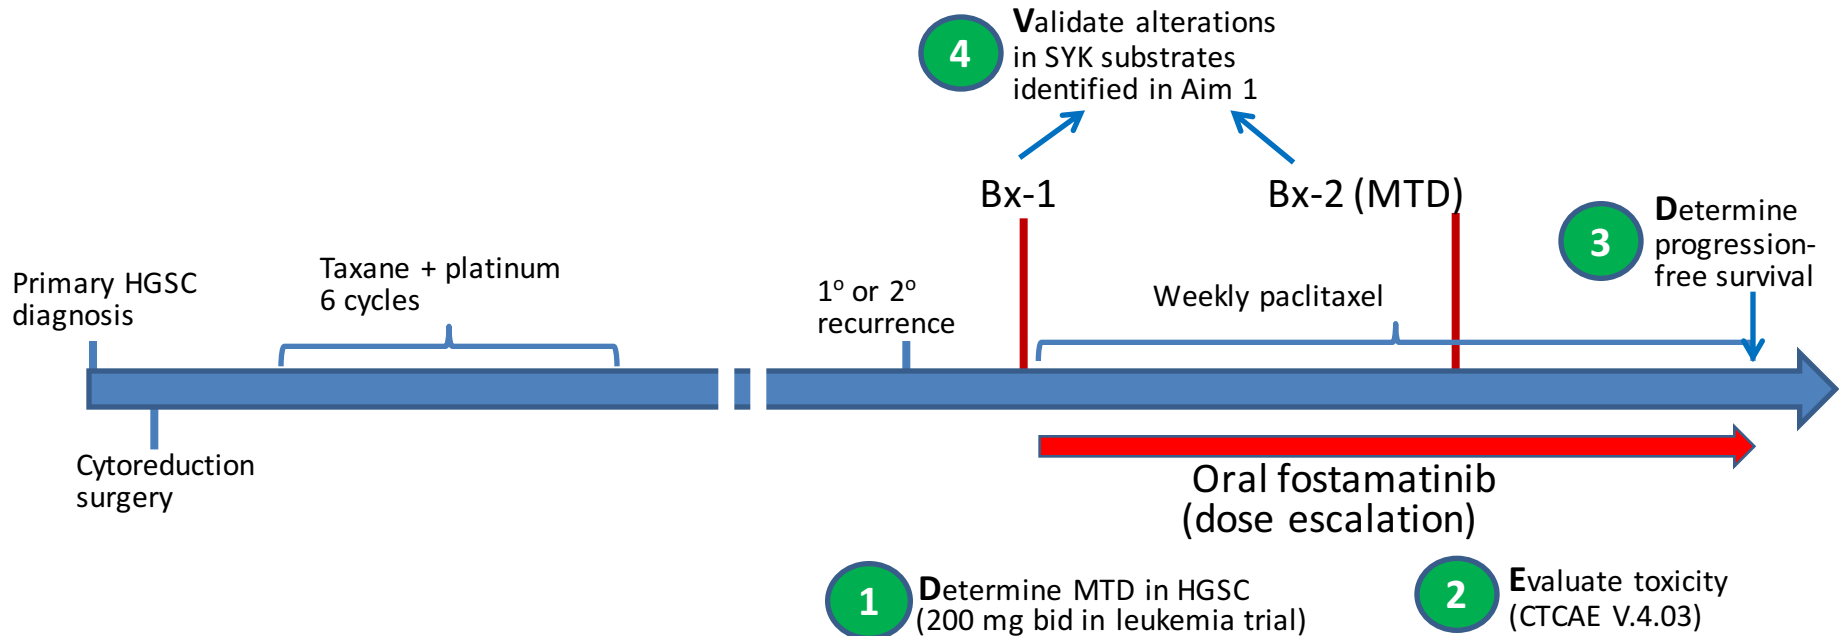 4
Validate alterations
in SYK substrates
identified in Aim 1
Bx-1
Bx-2 (MTD)
3
Determine
progression-
free survival
Primary HGSC
diagnosis
Taxane + platinum
6 cycles
1º or 2º
recurrence
Weekly paclitaxel
Cytoreduction
surgery
Oral fostamatinib
(dose escalation)
1
Determine MTD in HGSC
(200 mg bid in leukemia trial)
2
Evaluate toxicity
(CTCAE V.4.03)